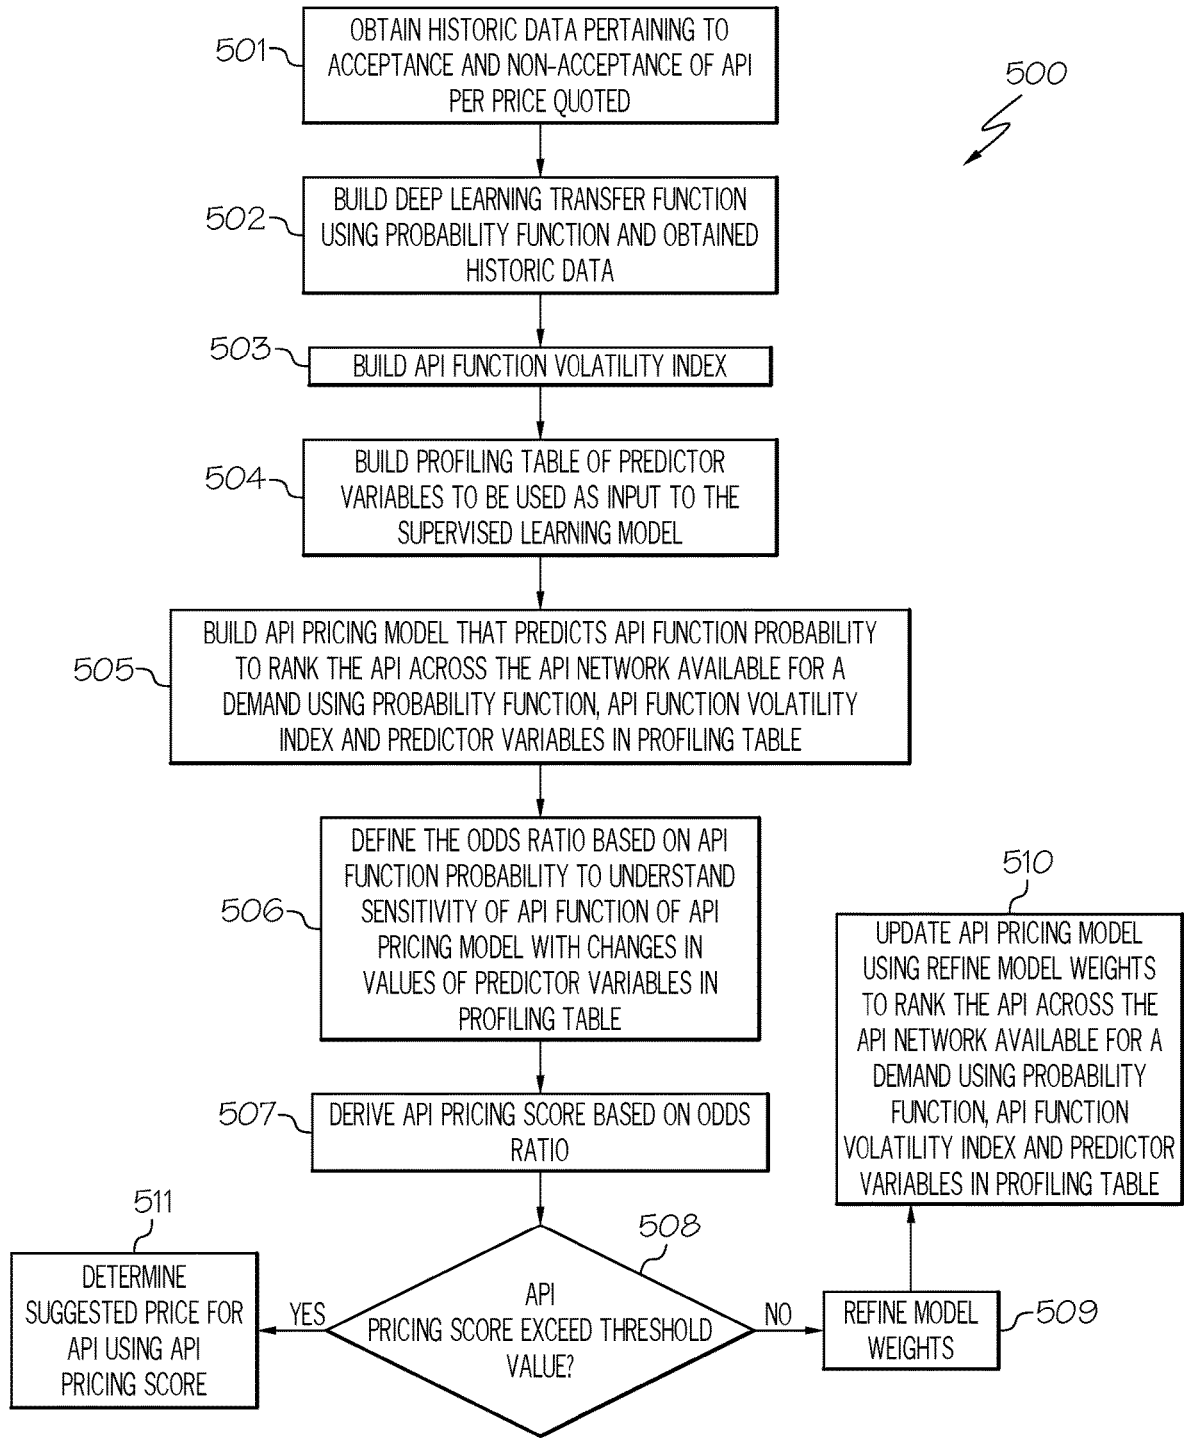 501
OBTAIN HISTORIC DATA PERTAINING TO
ACCEPTANCE AND NON-ACCEPTANCE OF API
PER PRICE QUOTED
500
502
BUILD DEEP LEARNING TRANSFER FUNCTION
USING PROBABILITY FUNCTION AND OBTAINED
HISTORIC DATA
503
BUILD API FUNCTION VOLATILITY INDEX
504
BUILD PROFILING TABLE OF PREDICTOR
VARIABLES TO BE USED AS INPUT TO THE
SUPERVISED LEARNING MODEL
505
BUILD API PRICING MODEL THAT PREDICTS API FUNCTION PROBABILITY
TO RANK THE API ACROSS THE API NETWORK AVAILABLE FOR A
DEMAND USING PROBABILITY FUNCTION, API FUNCTION VOLATILITY
INDEX AND PREDICTOR VARIABLES IN PROFILING TABLE
506
DEFINE THE ODDS RATIO BASED ON API
FUNCTION PROBABILITY TO UNDERSTAND
SENSITIVITY OF API FUNCTION OF API
PRICING MODEL WITH CHANGES IN
VALUES OF PREDICTOR VARIABLES IN
PROFILING TABLE
507
DERIVE API PRICING SCORE BASED ON ODDS
RATIO
508
API
PRICING SCORE EXCEED THRESHOLD
VALUE?
YES
511
DETERMINE
SUGGESTED PRICE FOR
API USING API
PRICING SCORE
NO
REFINE MODEL
WEIGHTS
509
510
UPDATE API PRICING MODEL
USING REFINE MODEL WEIGHTS
TO RANK THE API ACROSS THE
API NETWORK AVAILABLE FOR A
DEMAND USING PROBABILITY
FUNCTION, API FUNCTION
VOLATILITY INDEX AND PREDICTOR
VARIABLES IN PROFILING TABLE